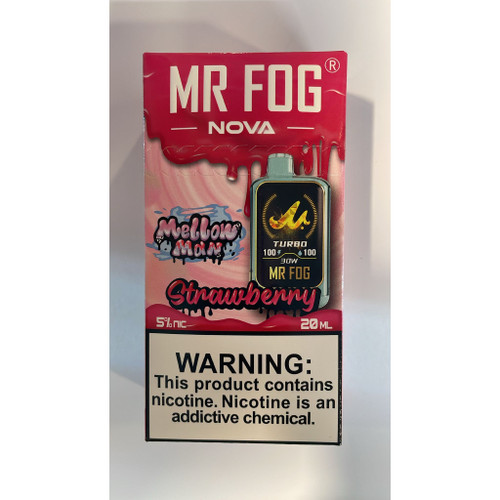 MR FOG®
NOVA
Mellow
Man
TURBO
100 100
30W
MR FOG
Strawberry
5% NIC
20 ML
WARNING:
This product contains
nicotine. Nicotine is an
addictive chemical.